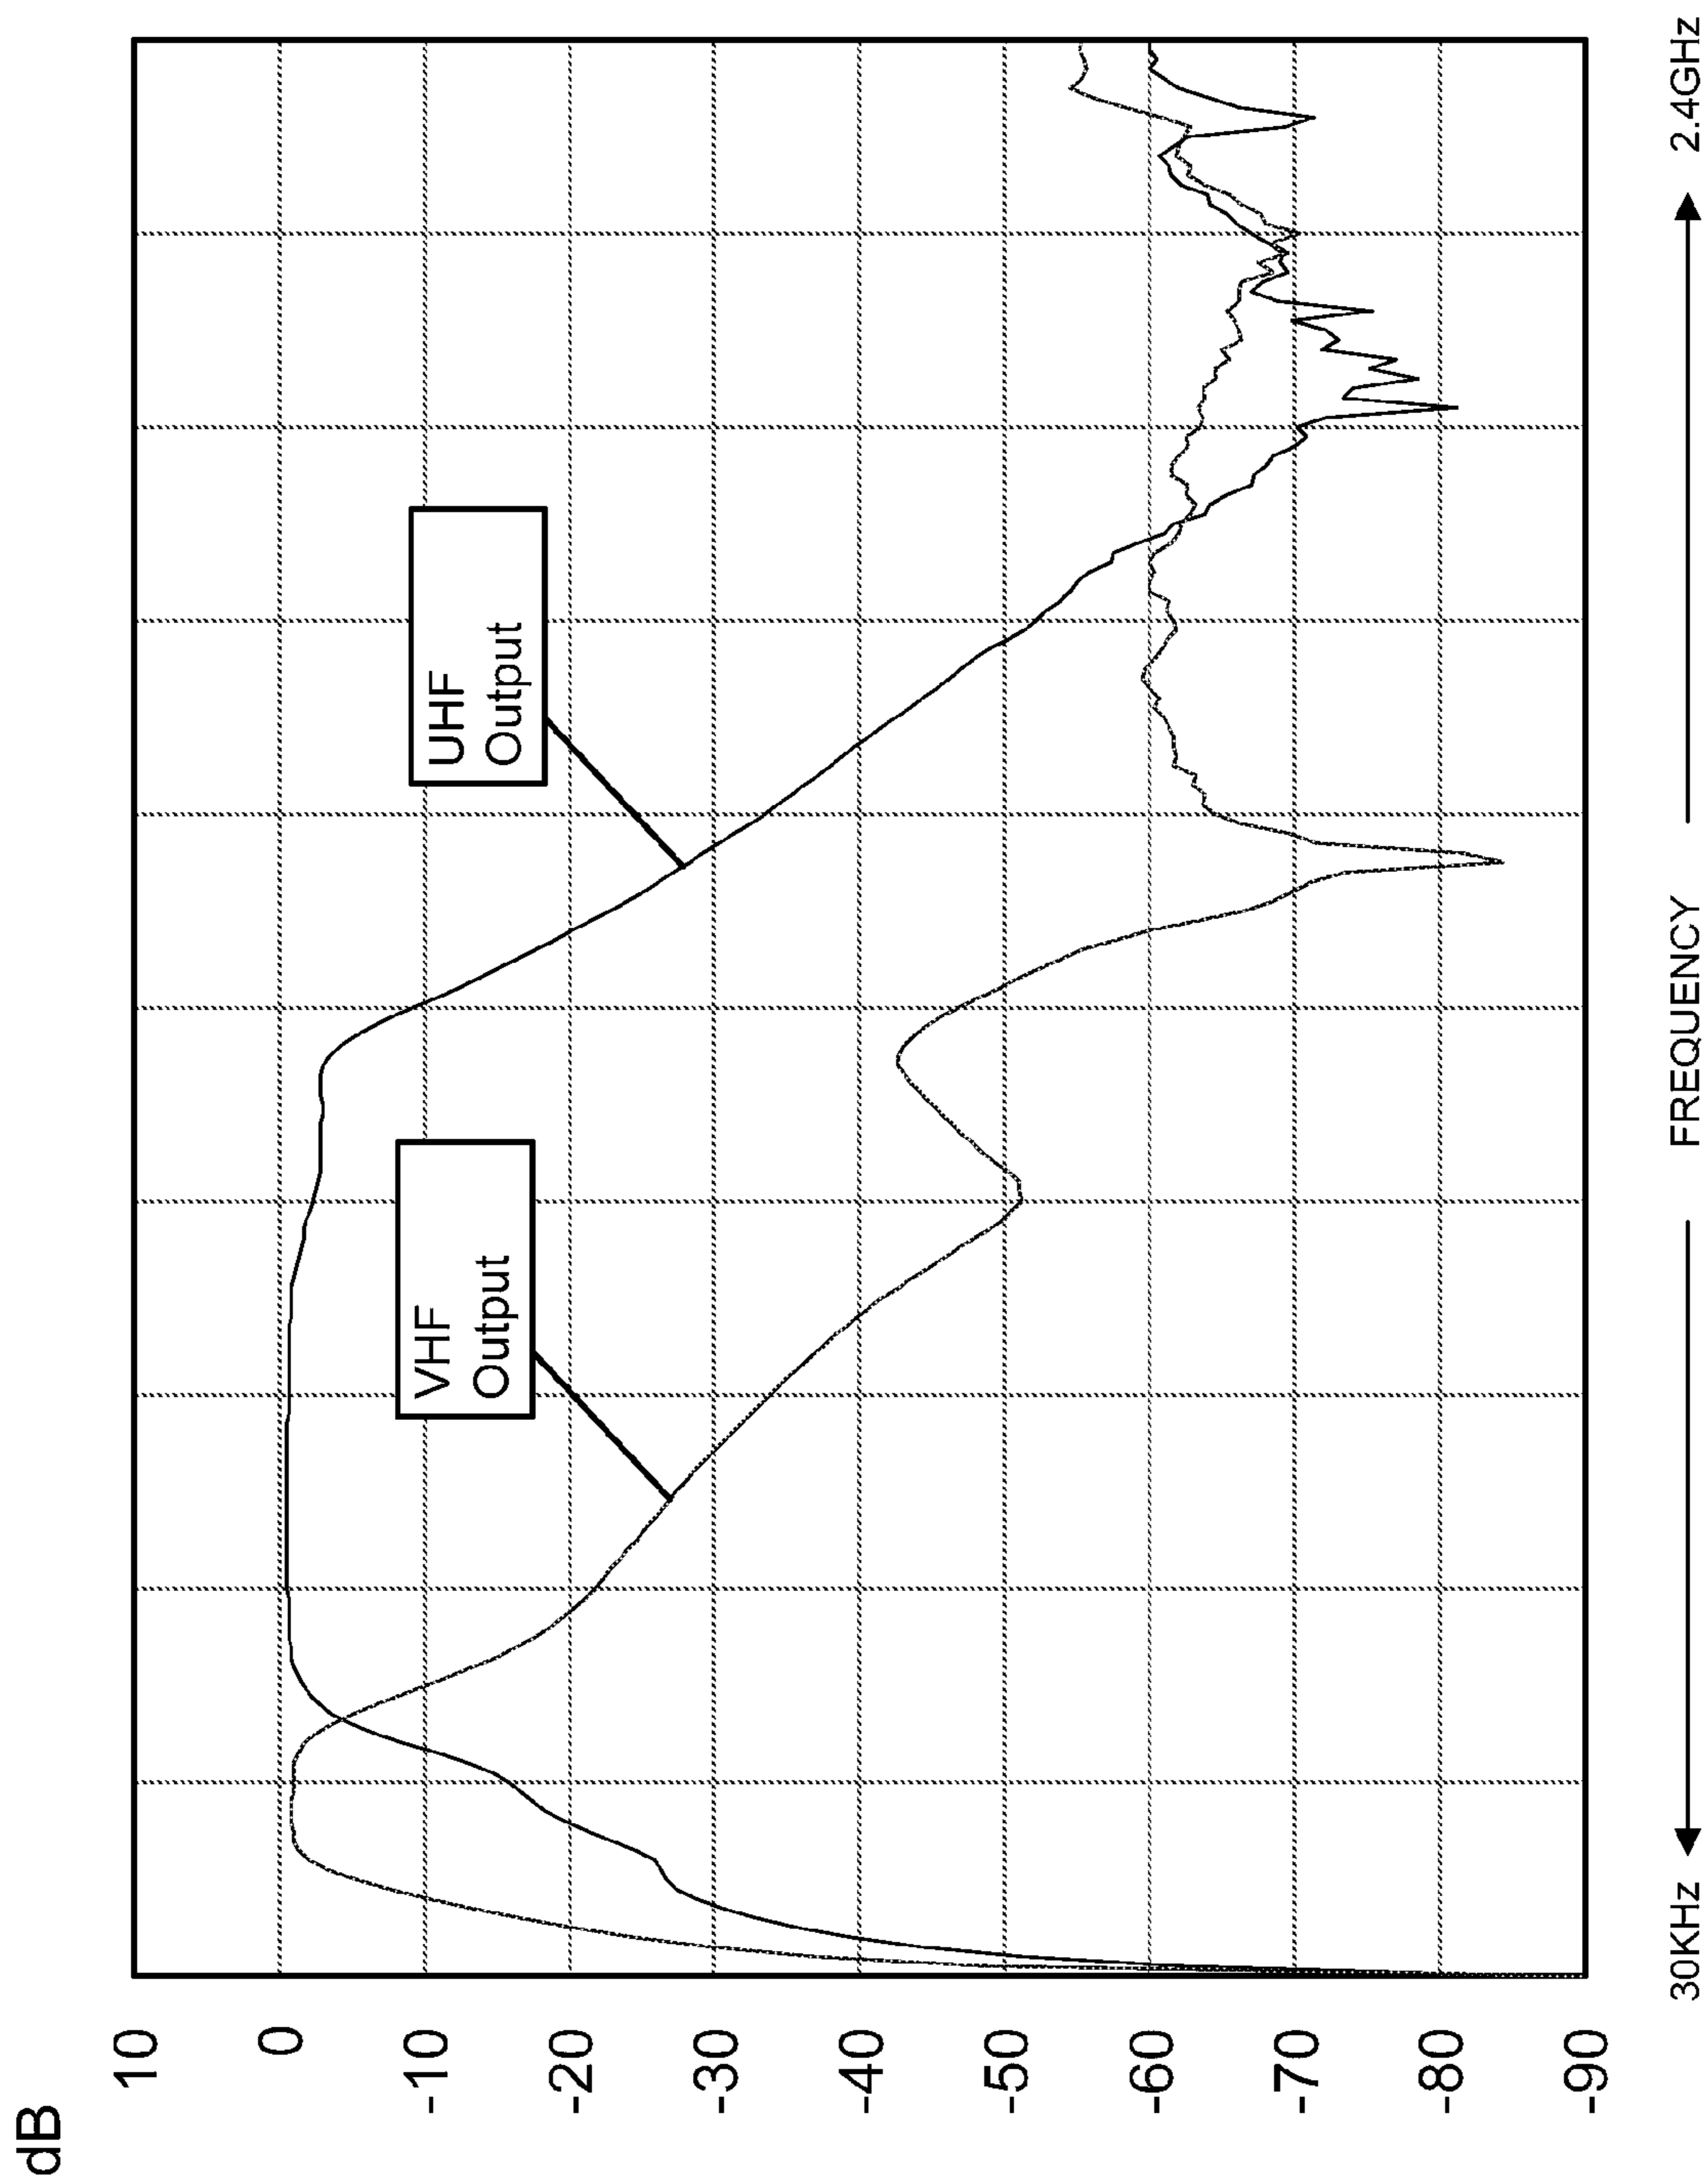 dB
10
0
-10
-20
-30
-40
-50
-60
-70
-80
-90
VHF
Output
UHF
Output
30KHz
FREQUENCY
2.4GHz